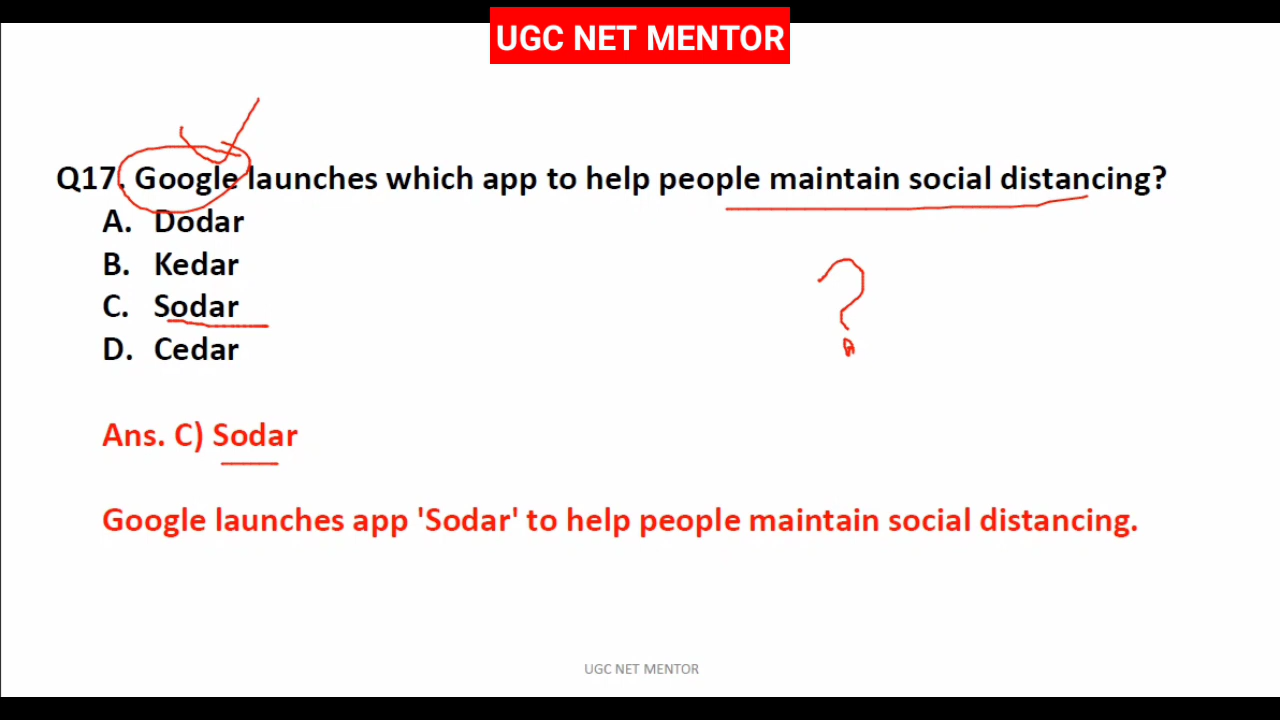 UGC NET MENTOR
Q17. Google launches which app to help people maintain social distancing?
A. Dodar
B. Kedar
C. Sodar
D. Cedar
?
Ans. C) Sodar
Google launches app 'Sodar' to help people maintain social distancing.
UGC NET MENTOR